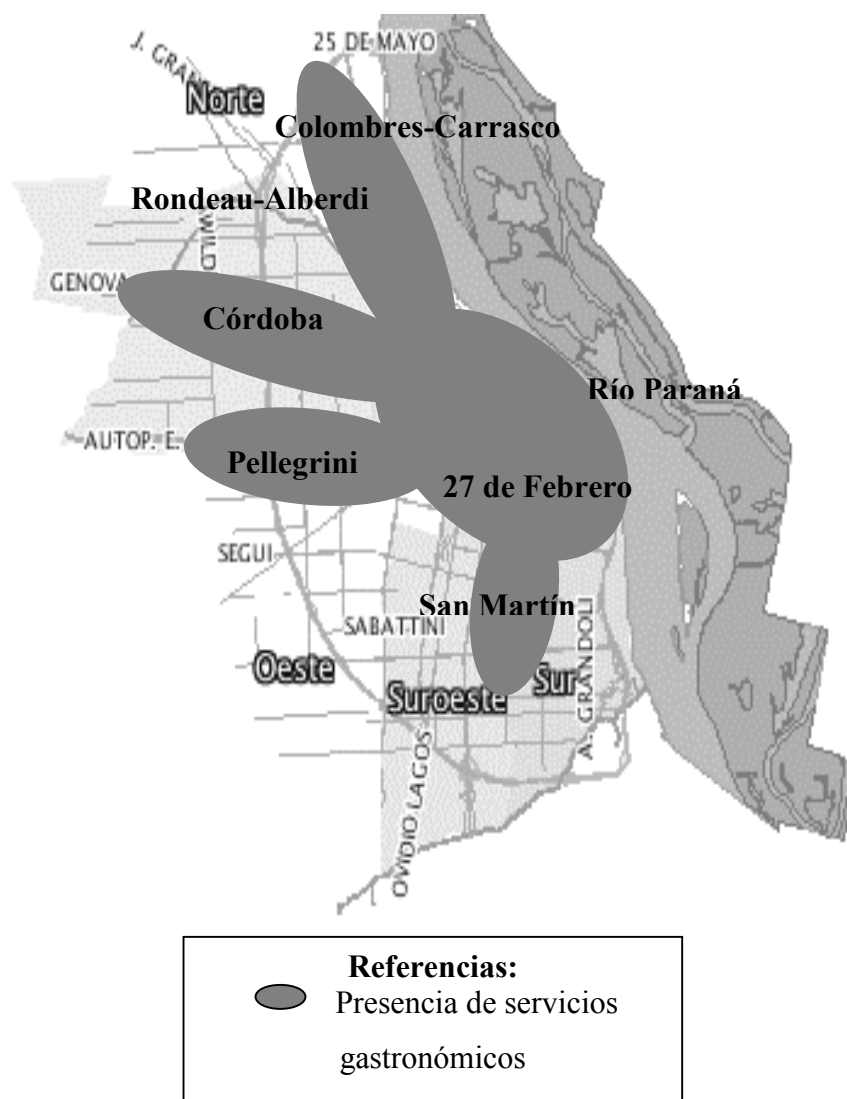 25 DE MAYO
J. GRAN
Norte
Colombres-Carrasco
Rondeau-Alberdi
WILD
GENOVA
Córdoba
Río Paraná
AUTOP. E.
Pellegrini
27 de Febrero
SEGUI
San Martín
SABATTINI
A. GRANDOLI
Oeste
Sur
Suroeste
OVIDIO LAGOS
Referencias:
Presencia de servicios
gastronómicos